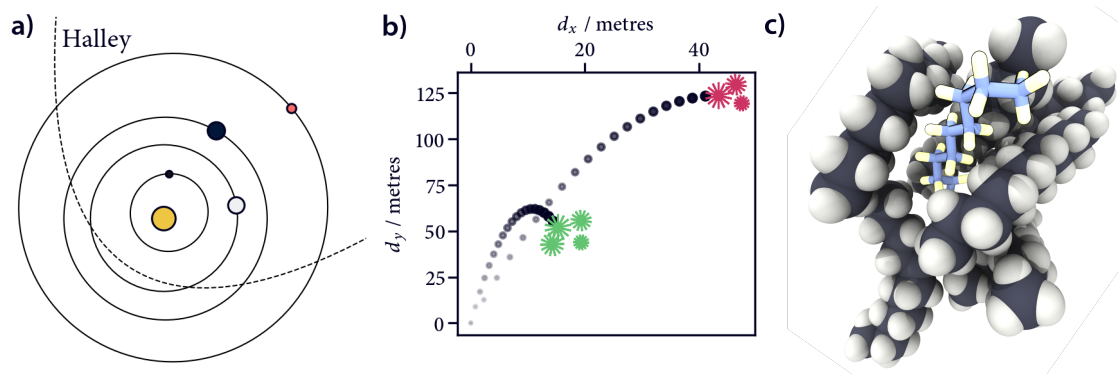 a)
Halley
b)
d_x / metres
0 20 40
d_y / metres
125
100
75
50
25
0
c)